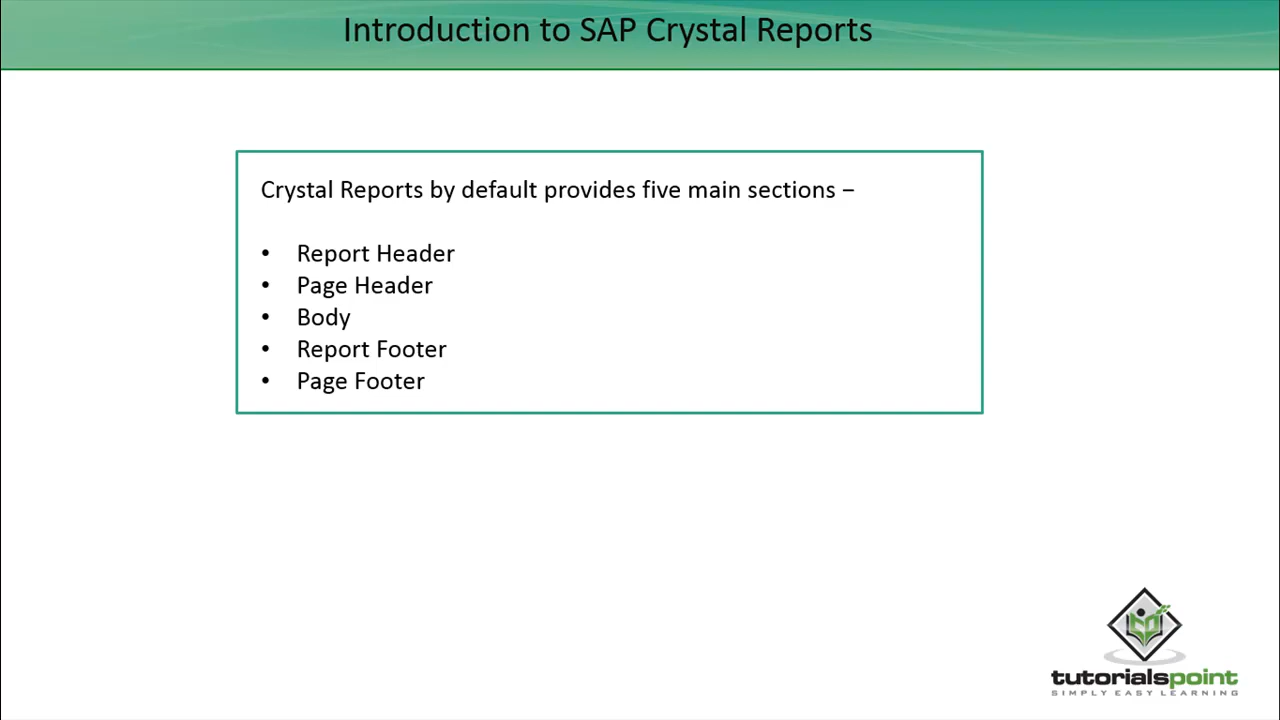 Introduction to SAP Crystal Reports
Crystal Reports by default provides five main sections –
• Report Header
• Page Header
• Body
• Report Footer
• Page Footer
tutorialspoint
SIMPLY EASY LEARNING